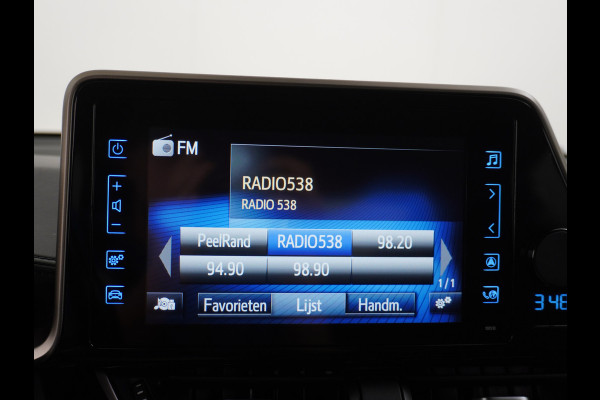 FM
RADIO538
RADIO 538
PeelRand RADIO538 98.20
94.90 98.90
1/1
Favorieten Lijst Handm.
3:48